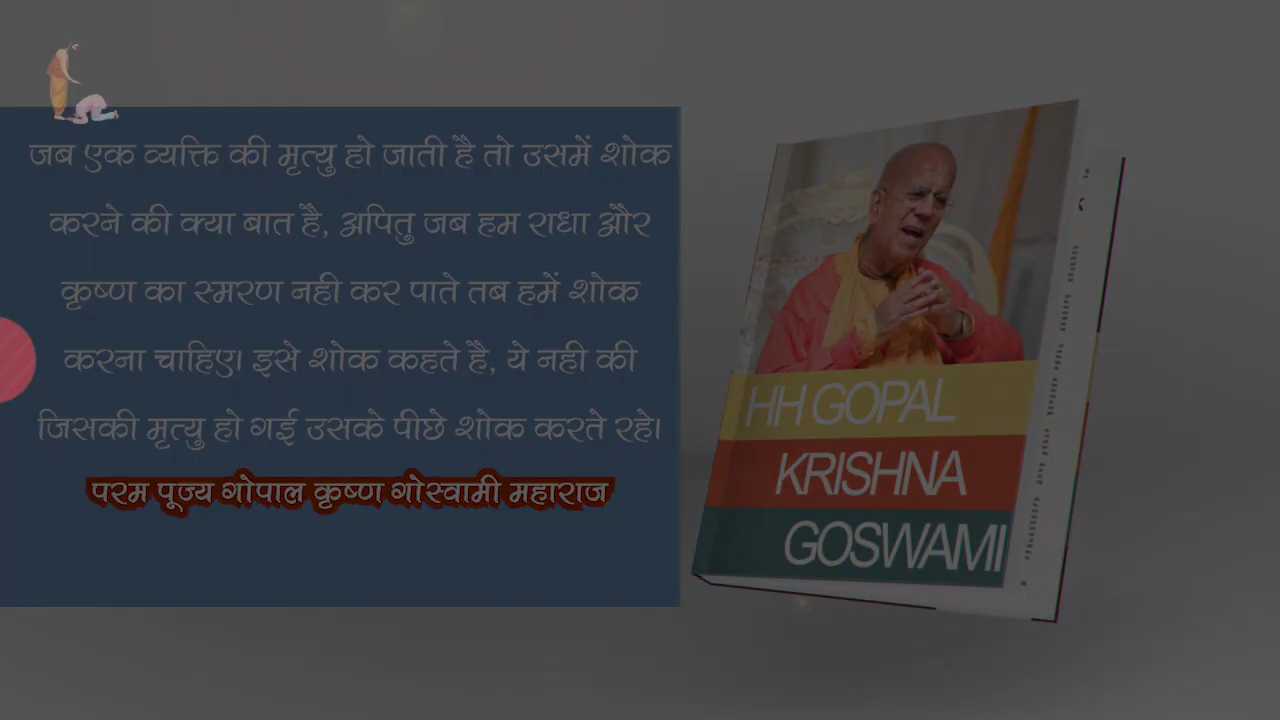 जब एक व्यक्ति की मृत्यु हो जाती है तो उसमें शोक
करने की क्या बात है, अपितु जब हम राधा और
कृष्ण का स्मरण नही कर पाते तब हमें शोक
करना चाहिए। इसे शोक कहते है, ये नही की
जिसकी मृत्यु हो गई उसके पीछे शोक करते रहे।
परम पूज्य गोपाल कृष्ण गोस्वामी महाराज
HH GOPAL
KRISHNA
GOSWAMI